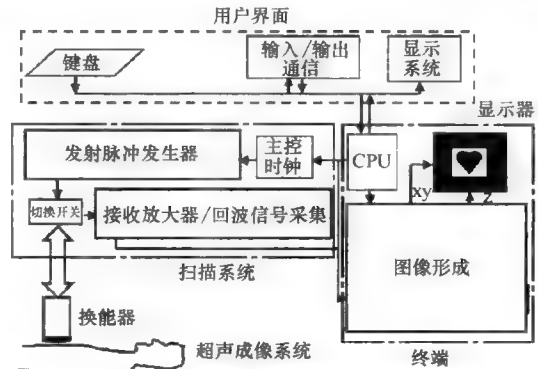 用户界面
键盘
输入/输出
通信
显示
系统
显示器
发射脉冲发生器
主控
时钟
CPU
xy
z
切换开关
接收放大器/回波信号采集
扫描系统
图像形成
换能器
超声成像系统
终端